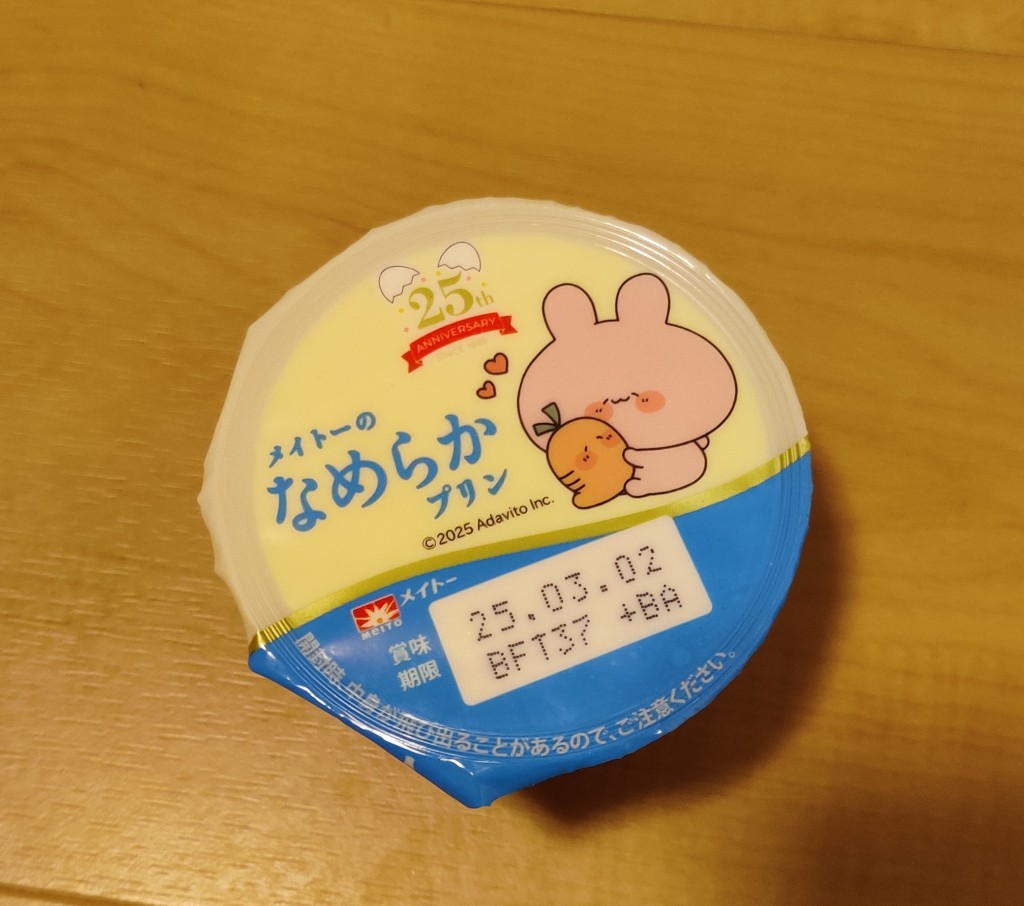 25th
ANNIVERSARY
メイトーの
なめらか
プリン
©2025 Adavito Inc.
メイトー
MEITO
賞味
期限
25.03.02
BFT37 +BA
開封時、中身が飛び出ることがあるので、ご注意ください。